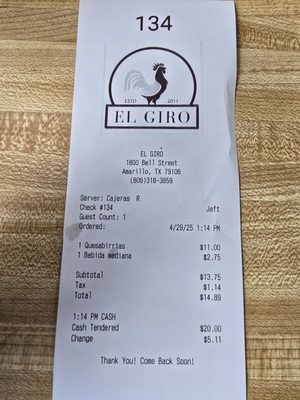 134
ESTD 2011
EL GIRO
EL GIRO
1800 Bell Street
Amarillo, TX 79106
(806)318-3859
Server: Cajeras R
Check #134 Jeft
Guest Count: 1
Ordered: 4/29/25 1:14 PM
1 Quesabirrias $11.00
1 Bebida mediana $2.75
Subtotal $13.75
Tax $1.14
Total $14.89
1:14 PM CASH
Cash Tendered $20.00
Change $5.11
Thank You! Come Back Soon!